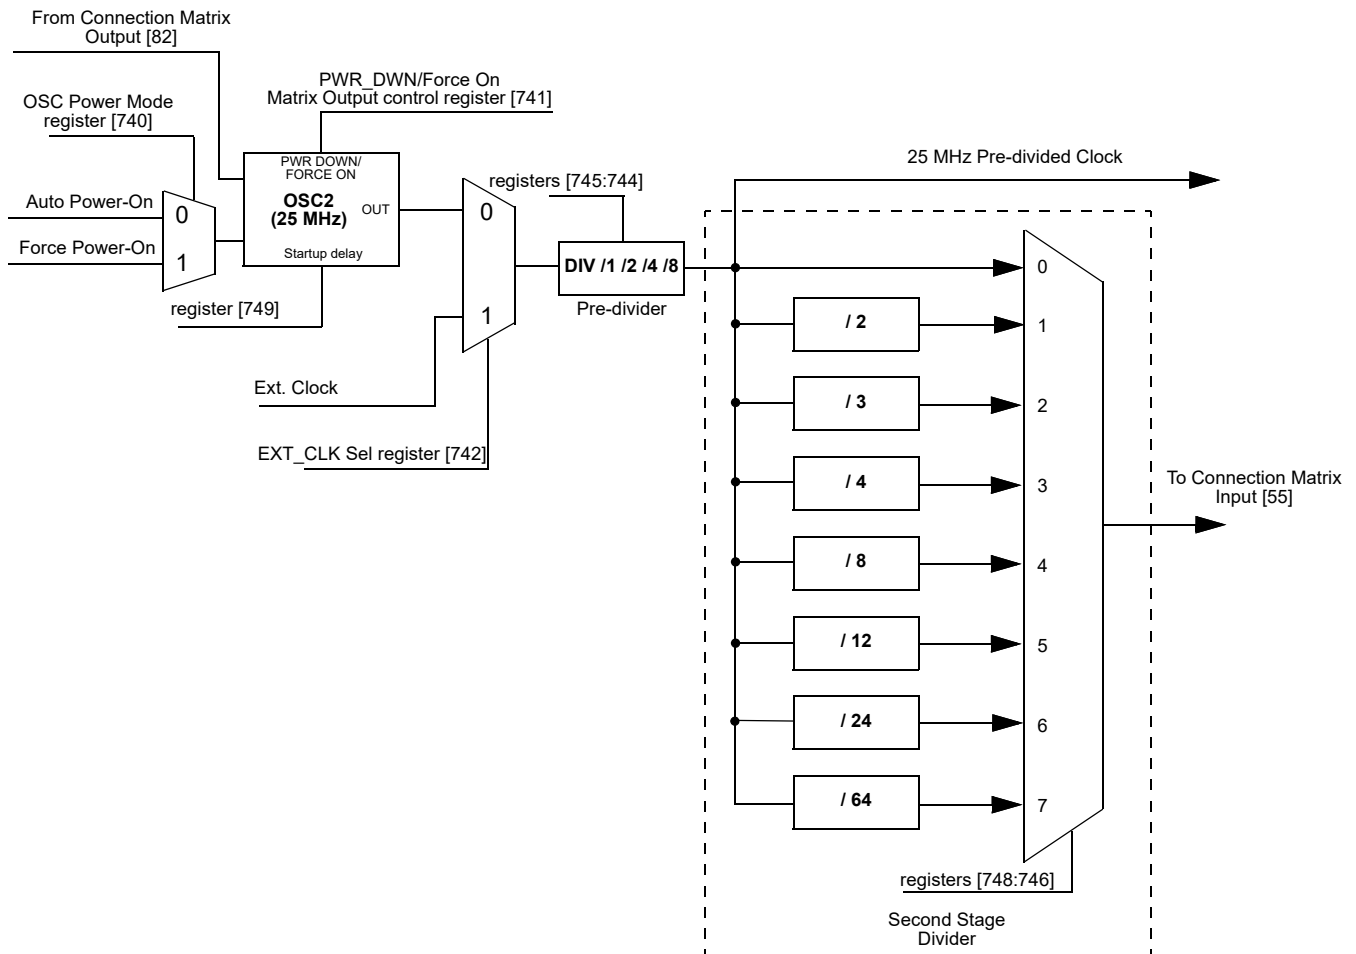 From Connection Matrix
Output [82]
PWR_DWN/Force On
Matrix Output control register [741]
OSC Power Mode
register [740]
PWR DOWN/
FORCE ON
OSC2
(25 MHz)
OUT
Startup delay
Auto Power-On
0
Force Power-On
1
register [749]
0
1
Ext. Clock
EXT_CLK Sel register [742]
registers [745:744]
DIV /1 /2 /4 /8
Pre-divider
25 MHz Pre-divided Clock
0
/ 2
1
/ 3
2
/ 4
3
/ 8
4
/ 12
5
/ 24
6
/ 64
7
To Connection Matrix
Input [55]
registers [748:746]
Second Stage
Divider